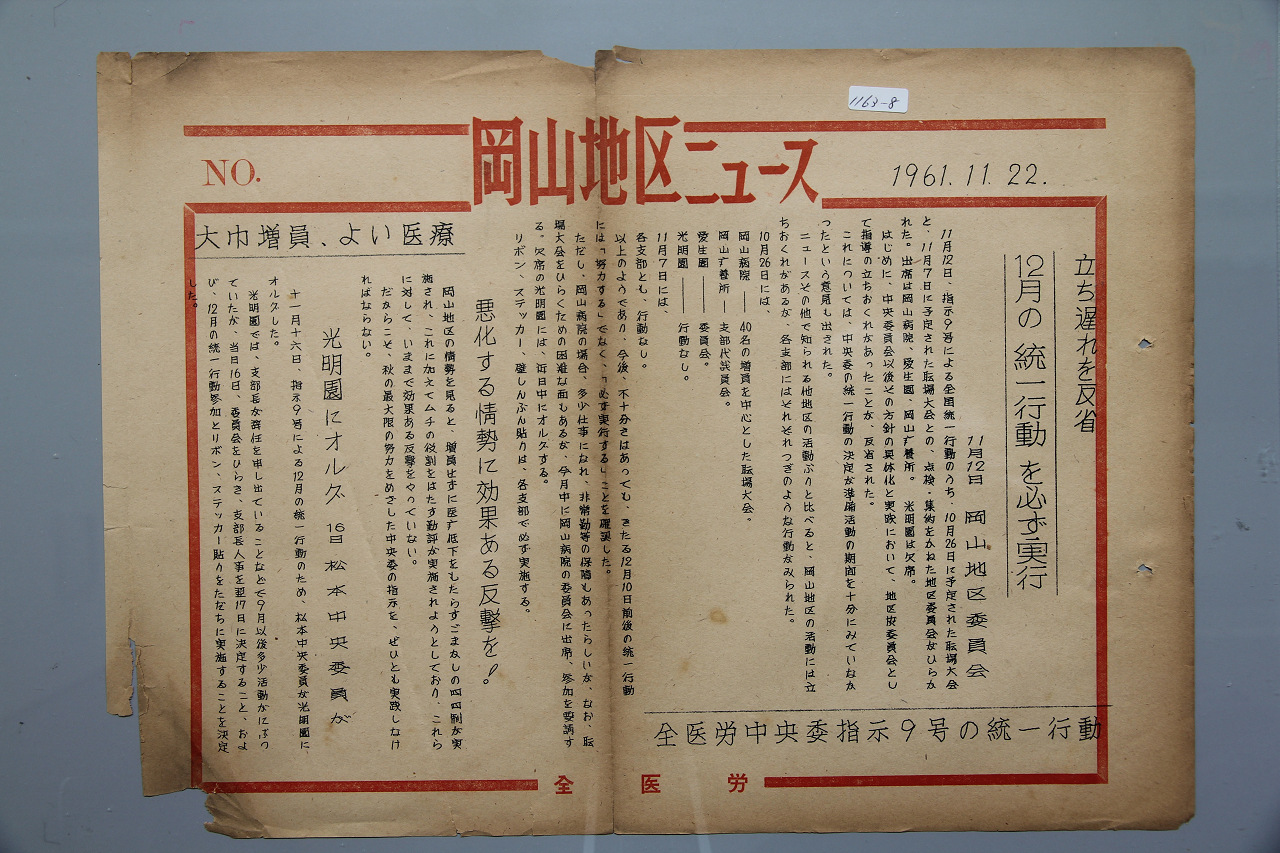 1163-8
岡山地区ニュース
NO.
1961.11.22.
立ち遅れを反省
12月の統一行動を必ず実行
11月12日 岡山地区委員会
11月12日、指示9号による全国統一行動のうち、10月26日に予定された転場大会
と、11月7日に予定された転場大会との、点検・集約をかねた地区委員会がひらか
れた。出席は岡山病院、愛生園、岡山疒養所。光明園は欠席。
はじめに、中央委員会以後その方針の具体化と実践において、地区協委員会とし
て指導の立ちおくれがあったことが、反省された。
これについては、中央委の統一行動の決定が準備活動の期間を十分にみていなか
ったという意見も出された。
ニュースその他で知られる他地区の活動ぶりと比べると、岡山地区の活動には立
ちおくれがあるが、各支部にはそれぞれつぎのような行動がみられた。
10月26日には、
岡山病院 ― 40名の増員を中心とした転場大会。
岡山疒養所 ― 支部代議員会。
愛生園 ― 委員会。
光明園 ― 行動なし。
11月7日には、
各支部とも、行動なし。
以上のようであり、今後、不十分さはあっても、きたる12月10日前後の統一行動
には「努力する」でなく、「必ず実行する」ことを確認した。
ただし、岡山病院の場合、多少仕事になれ、非常勤等の保障もあったらしいが、なお、転
場大会をひらくための困難な面もあるが、今月中に岡山病院の委員会に出席、参加を要請す
る。欠席の光明園には、近日中にオルグする。
リボン、ステッカー、壁しんぶん貼りは、各支部で必ず実施する。
全医労中央委指示9号の統一行動
大巾増員、よい医療
悪化する情勢に効果ある反撃を!
岡山地区の情勢を見ると、増員せずに医疒低下をもたらすごまかしの四四制が実
施され、これに加えてムチの役割をはたす勤評が実施されようとしており、これら
に対して、いままで効果ある反撃をやっていない。
だからこそ、秋の最大限の努力をめざした中央委の指示を、ぜひとも実践しなけ
ればならない。
光明園にオルグ 16日 松本中央委員が
十一月十六日、指示9号による12月の統一行動のため、松本中央委員が光明園に
オルグした。
光明園では、支部長が辞任を申し出ていることなどで9月以後多少活動がにぶっ
ていたが、当日16日、委員会をひらき、支部長人事を翌17日に決定すること、およ
び、12月の統一行動参加とリボン、ステッカー貼りをただちに実施することを決定
した。
全医労